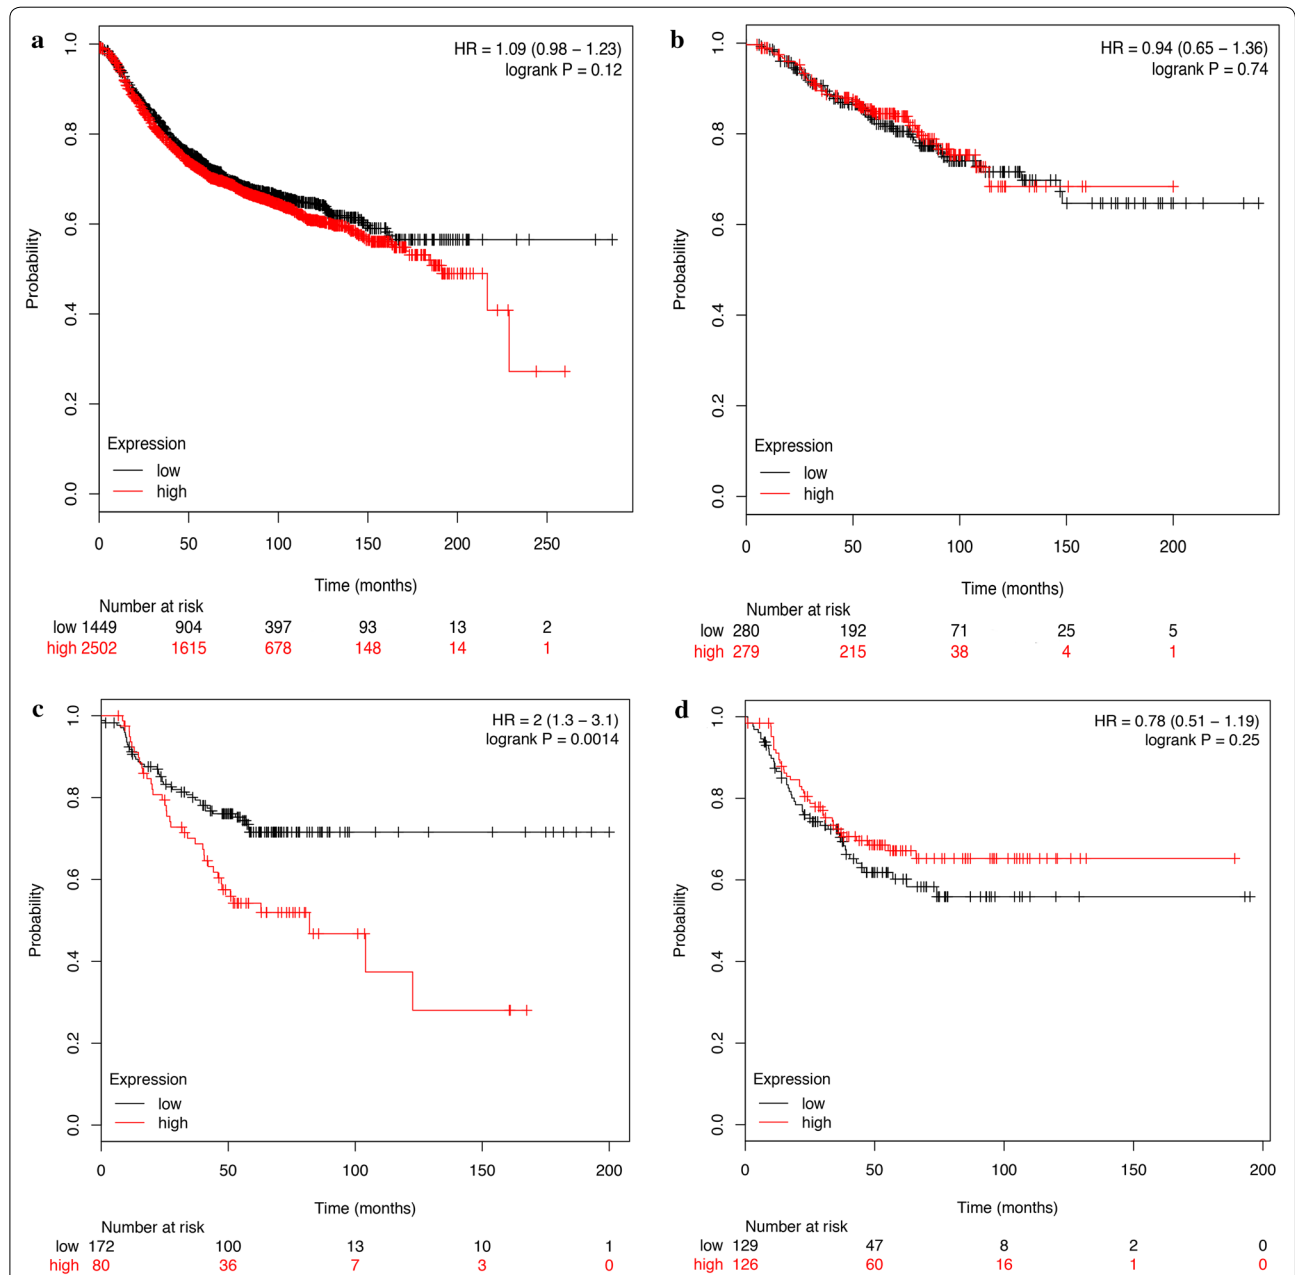 a
HR = 1.09 (0.98 – 1.23)
logrank P = 0.12
Probability
1.0
0.8
0.6
0.4
0.2
0.0
Expression
low
high
0 50 100 150 200 250
Time (months)
Number at risk
low 1449 904 397 93 13 2
high 2502 1615 678 148 14 1
b
HR = 0.94 (0.65 – 1.36)
logrank P = 0.74
Probability
1.0
0.8
0.6
0.4
0.2
0.0
Expression
low
high
0 50 100 150 200
Time (months)
Number at risk
low 280 192 71 25 5
high 279 215 38 4 1
c
HR = 2 (1.3 – 3.1)
logrank P = 0.0014
Probability
1.0
0.8
0.6
0.4
0.2
0.0
Expression
low
high
0 50 100 150 200
Time (months)
Number at risk
low 172 100 13 10 1
high 80 36 7 3 0
d
HR = 0.78 (0.51 – 1.19)
logrank P = 0.25
Probability
1.0
0.8
0.6
0.4
0.2
0.0
Expression
low
high
0 50 100 150 200
Time (months)
Number at risk
low 129 47 8 2 0
high 126 60 16 1 0